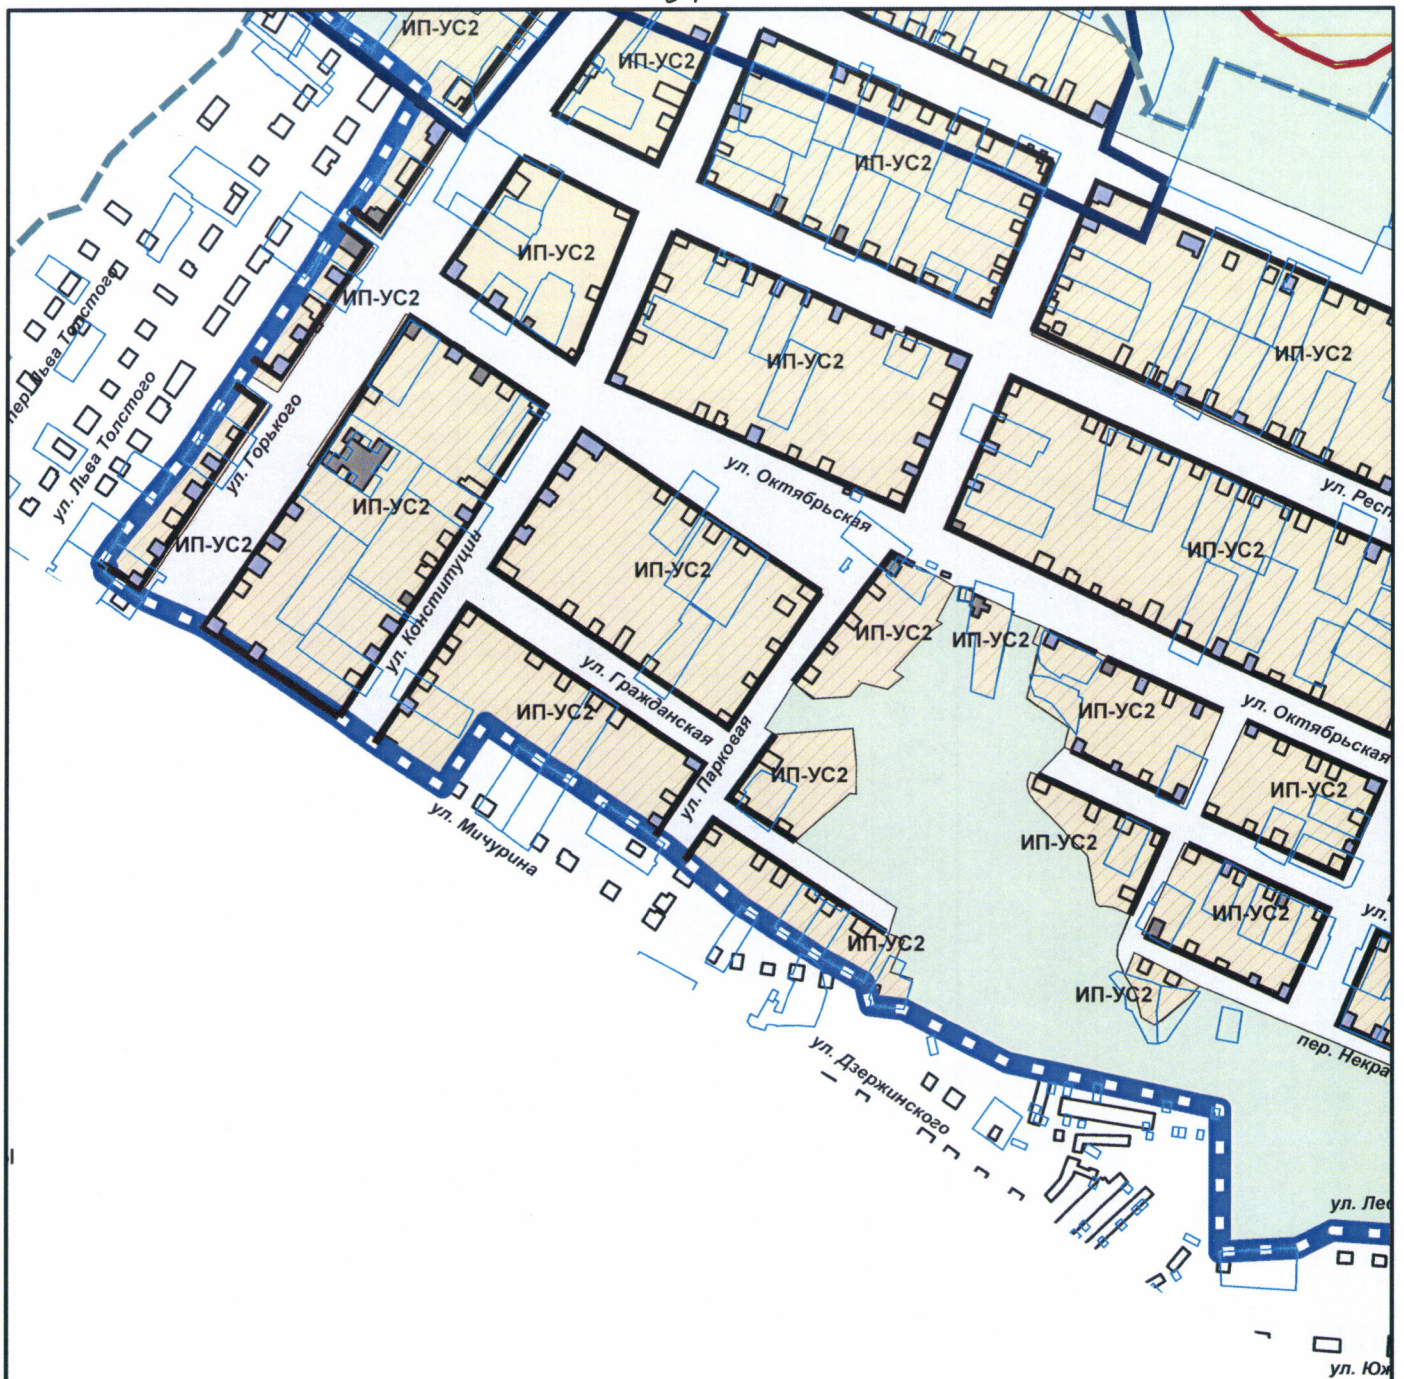 ИП-УС2
ИП-УС2
ИП-УС2
ИП-УС2
ИП-УС2
пер. Льва Толстого
ИП-УС2
ИП-УС2
ул. Льва Толстого
ул. Горького
ул. Октябрьская
ИП-УС2
ИП-УС2
ИП-УС2
ул. Конституции
ИП-УС2
ИП-УС2
ИП-УС2
ИП-УС2
ул. Респ
ул. Гражданская
ИП-УС2
ИП-УС2
ул. Октябрьская
ул. Парковая
ИП-УС2
ИП-УС2
ул. Мичурина
ИП-УС2
ИП-УС2
ул.
ИП-УС2
ИП-УС2
ул. Дзержинского
пер. Некра
ул. Лес
ул. Юж